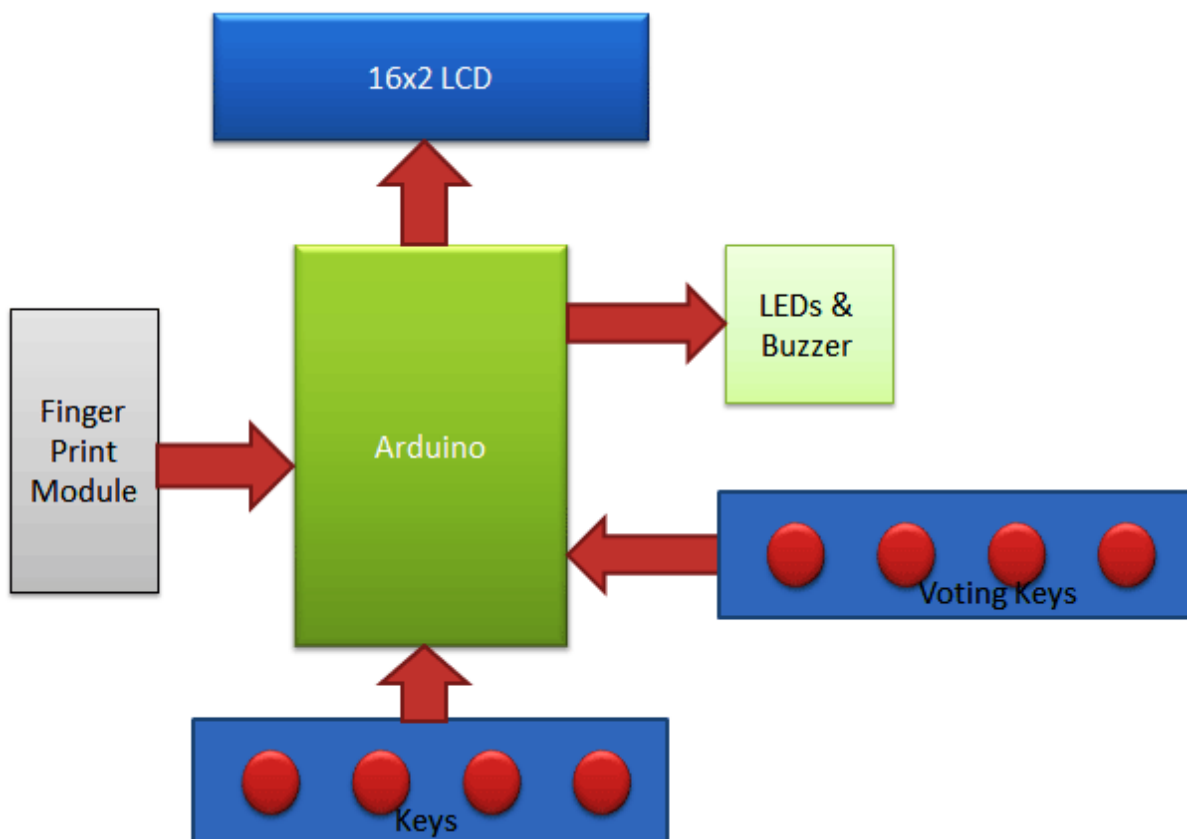 16x2 LCD
LEDs &
Buzzer
Finger
Print
Module
Arduino
Voting Keys
Keys